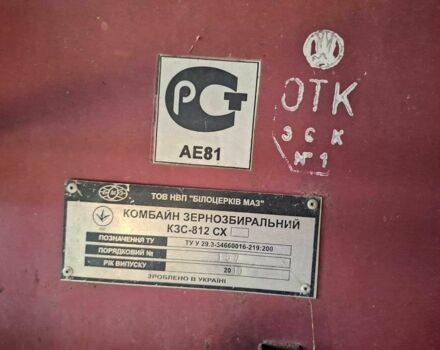 РСТ
АЕ81
ОТК
ЗБК
№1
ТОВ НВП "БІЛОЦЕРКІВ МАЗ"
КОМБАЙН ЗЕРНОЗБИРАЛЬНИЙ
КЗС-812 СХ
ПОЗНАЧЕННЯ ТУ
ТУ У 29.3-34660016-219:200
ПОРЯДКОВИЙ №
РІК ВИПУСКУ
20
ЗРОБЛЕНО В УКРАЇНІ